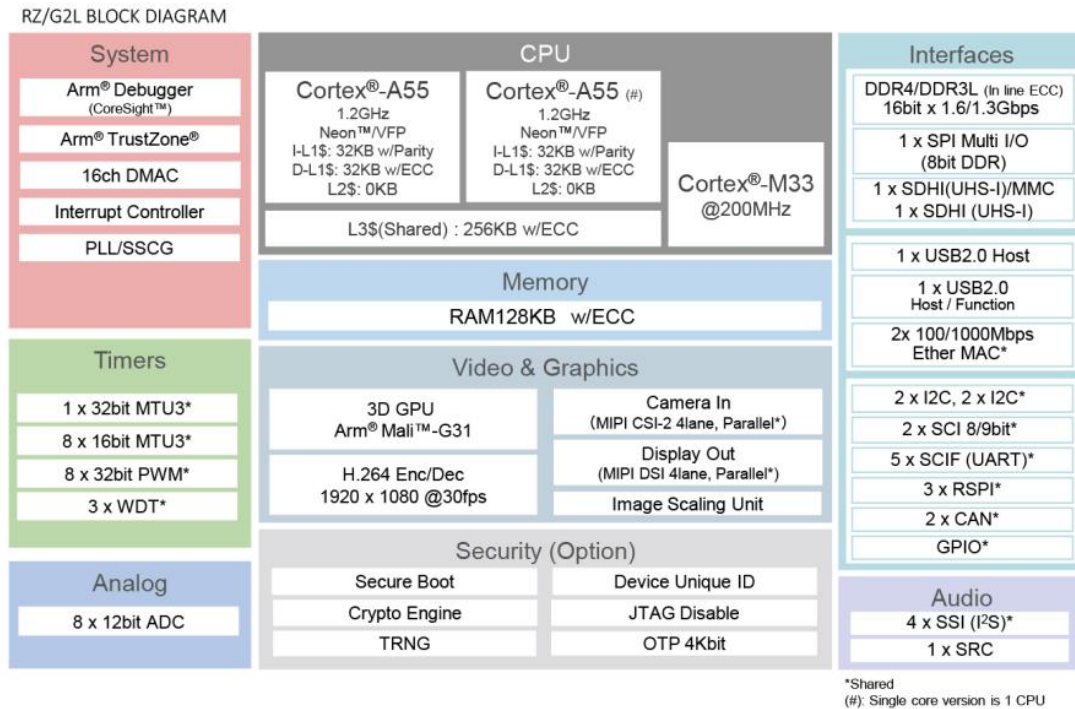 RZ/G2L BLOCK DIAGRAM
System
Arm® Debugger
(CoreSight™)
Arm® TrustZone®
16ch DMAC
Interrupt Controller
PLL/SSCG
Timers
1 x 32bit MTU3*
8 x 16bit MTU3*
8 x 32bit PWM*
3 x WDT*
Analog
8 x 12bit ADC
CPU
Cortex®-A55
1.2GHz
Neon™/VFP
I-L1$: 32KB w/Parity
D-L1$: 32KB w/ECC
L2$: 0KB
Cortex®-A55 (#)
1.2GHz
Neon™/VFP
I-L1$: 32KB w/Parity
D-L1$: 32KB w/ECC
L2$: 0KB
L3$(Shared) : 256KB w/ECC
Cortex®-M33
@200MHz
Memory
RAM128KB w/ECC
Video & Graphics
3D GPU
Arm® Mali™-G31
H.264 Enc/Dec
1920 x 1080 @30fps
Camera In
(MIPI CSI-2 4lane, Parallel*)
Display Out
(MIPI DSI 4lane, Parallel*)
Image Scaling Unit
Security (Option)
Secure Boot
Crypto Engine
TRNG
Device Unique ID
JTAG Disable
OTP 4Kbit
Interfaces
DDR4/DDR3L (In line ECC)
16bit x 1.6/1.3Gbps
1 x SPI Multi I/O
(8bit DDR)
1 x SDHI(UHS-I)/MMC
1 x SDHI (UHS-I)
1 x USB2.0 Host
1 x USB2.0
Host / Function
2x 100/1000Mbps
Ether MAC*
2 x I2C, 2 x I2C*
2 x SCI 8/9bit*
5 x SCIF (UART)*
3 x RSPI*
2 x CAN*
GPIO*
Audio
4 x SSI (I²S)*
1 x SRC
*Shared
(#): Single core version is 1 CPU